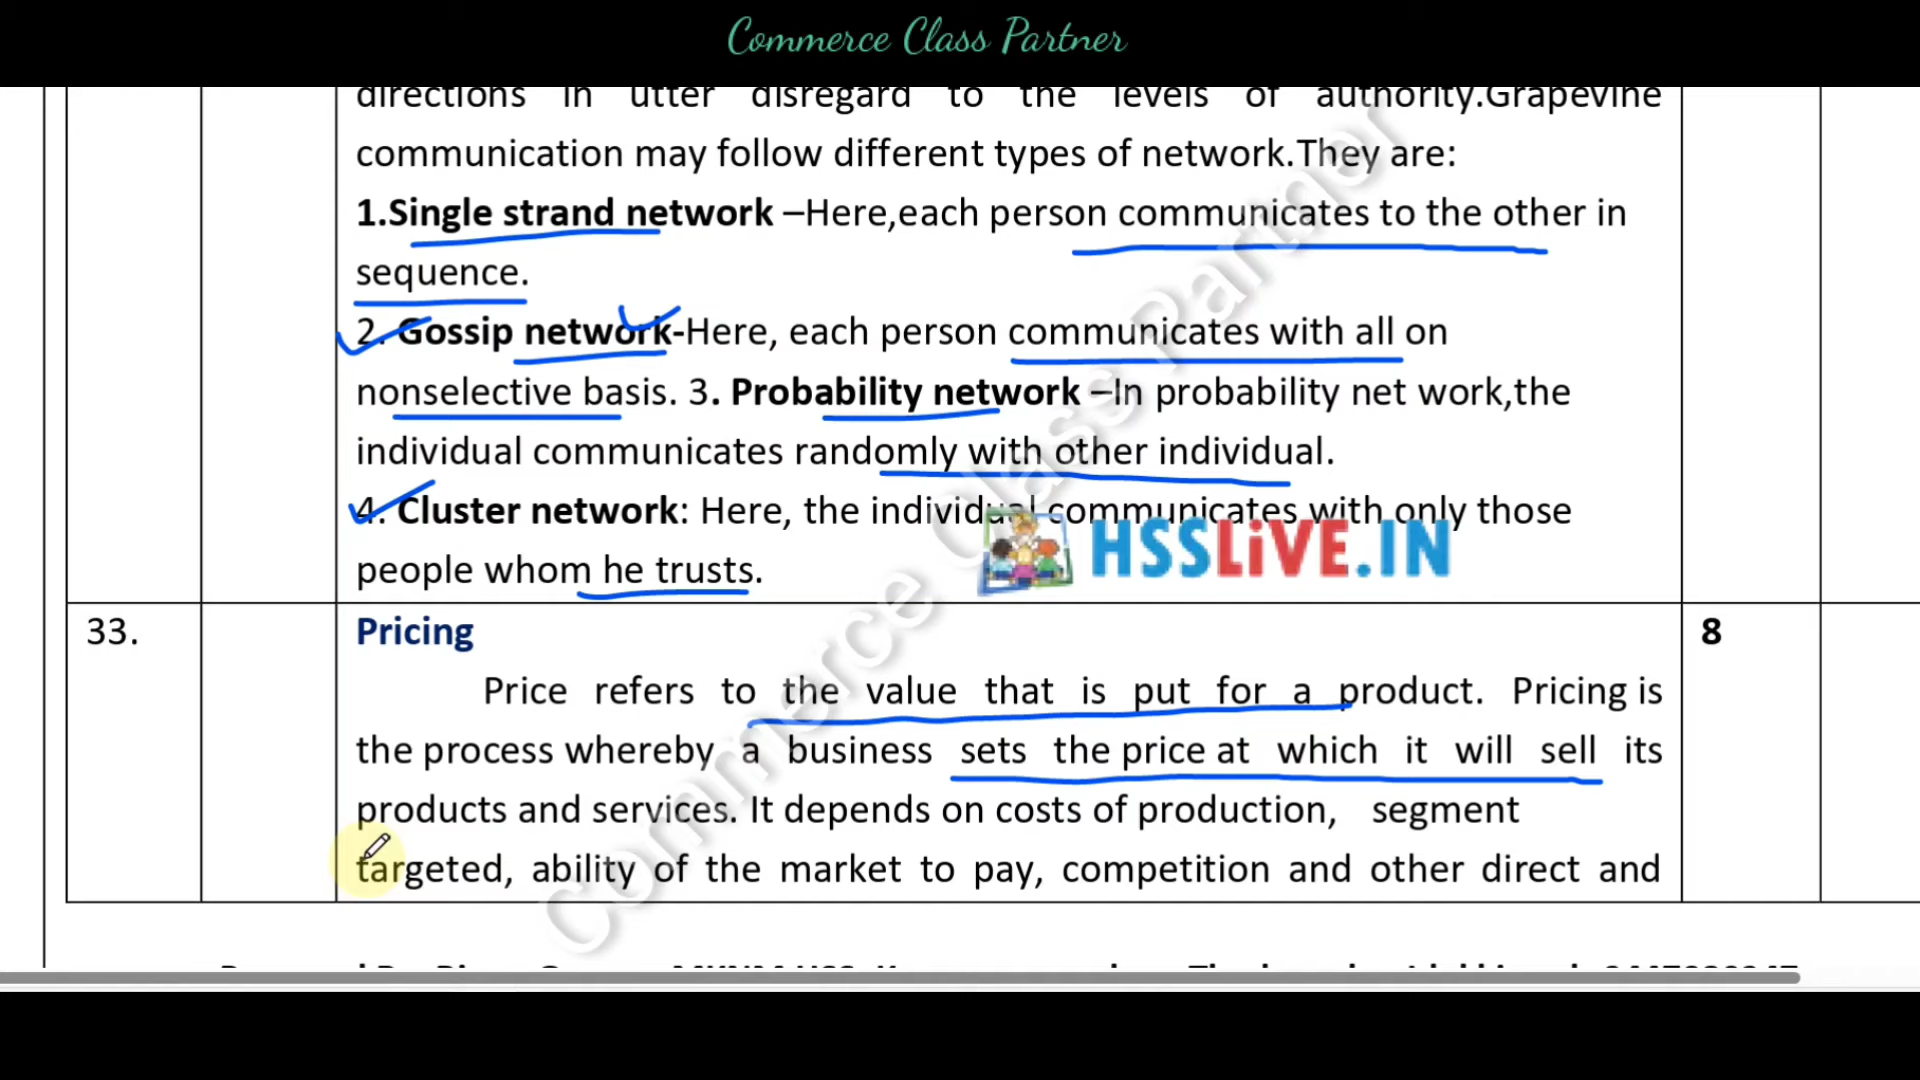 Commerce Class Partner
directions in utter disregard to the levels of authority.Grapevine
communication may follow different types of network.They are:
1.Single strand network –Here,each person communicates to the other in
sequence.
2. Gossip network-Here, each person communicates with all on
nonselective basis. 3. Probability network –In probability net work,the
individual communicates randomly with other individual.
4. Cluster network: Here, the individual communicates with only those
people whom he trusts.
HSSLiVE.IN
33.
Pricing
8
Price refers to the value that is put for a product. Pricing is
the process whereby a business sets the price at which it will sell its
products and services. It depends on costs of production, segment
targeted, ability of the market to pay, competition and other direct and
Commerce Class Partner